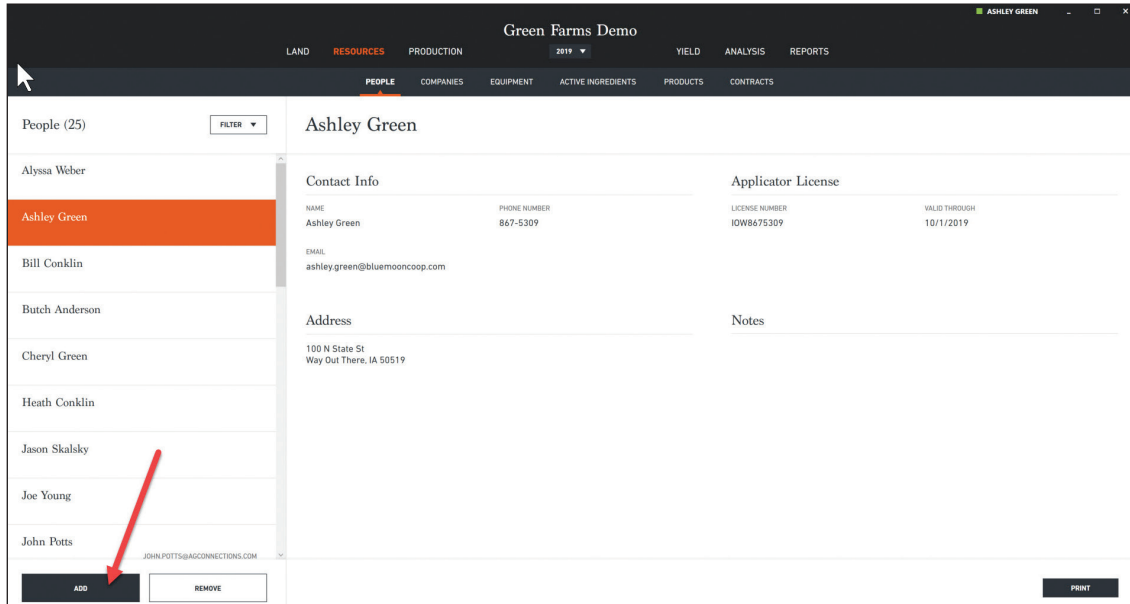 ASHLEY GREEN
Green Farms Demo
LAND RESOURCES PRODUCTION 2019 YIELD ANALYSIS REPORTS
PEOPLE COMPANIES EQUIPMENT ACTIVE INGREDIENTS PRODUCTS CONTRACTS
People (25) FILTER
Alyssa Weber
Ashley Green
Bill Conklin
Butch Anderson
Cheryl Green
Heath Conklin
Jason Skalsky
Joe Young
John Potts
JOHN.POTTS@AGCONNECTIONS.COM
ADD REMOVE
Ashley Green
Contact Info
NAME PHONE NUMBER
Ashley Green 867-5309
EMAIL
ashley.green@bluemooncoop.com
Applicator License
LICENSE NUMBER VALID THROUGH
IOW8675309 10/1/2019
Address
100 N State St
Way Out There, IA 50519
Notes
PRINT